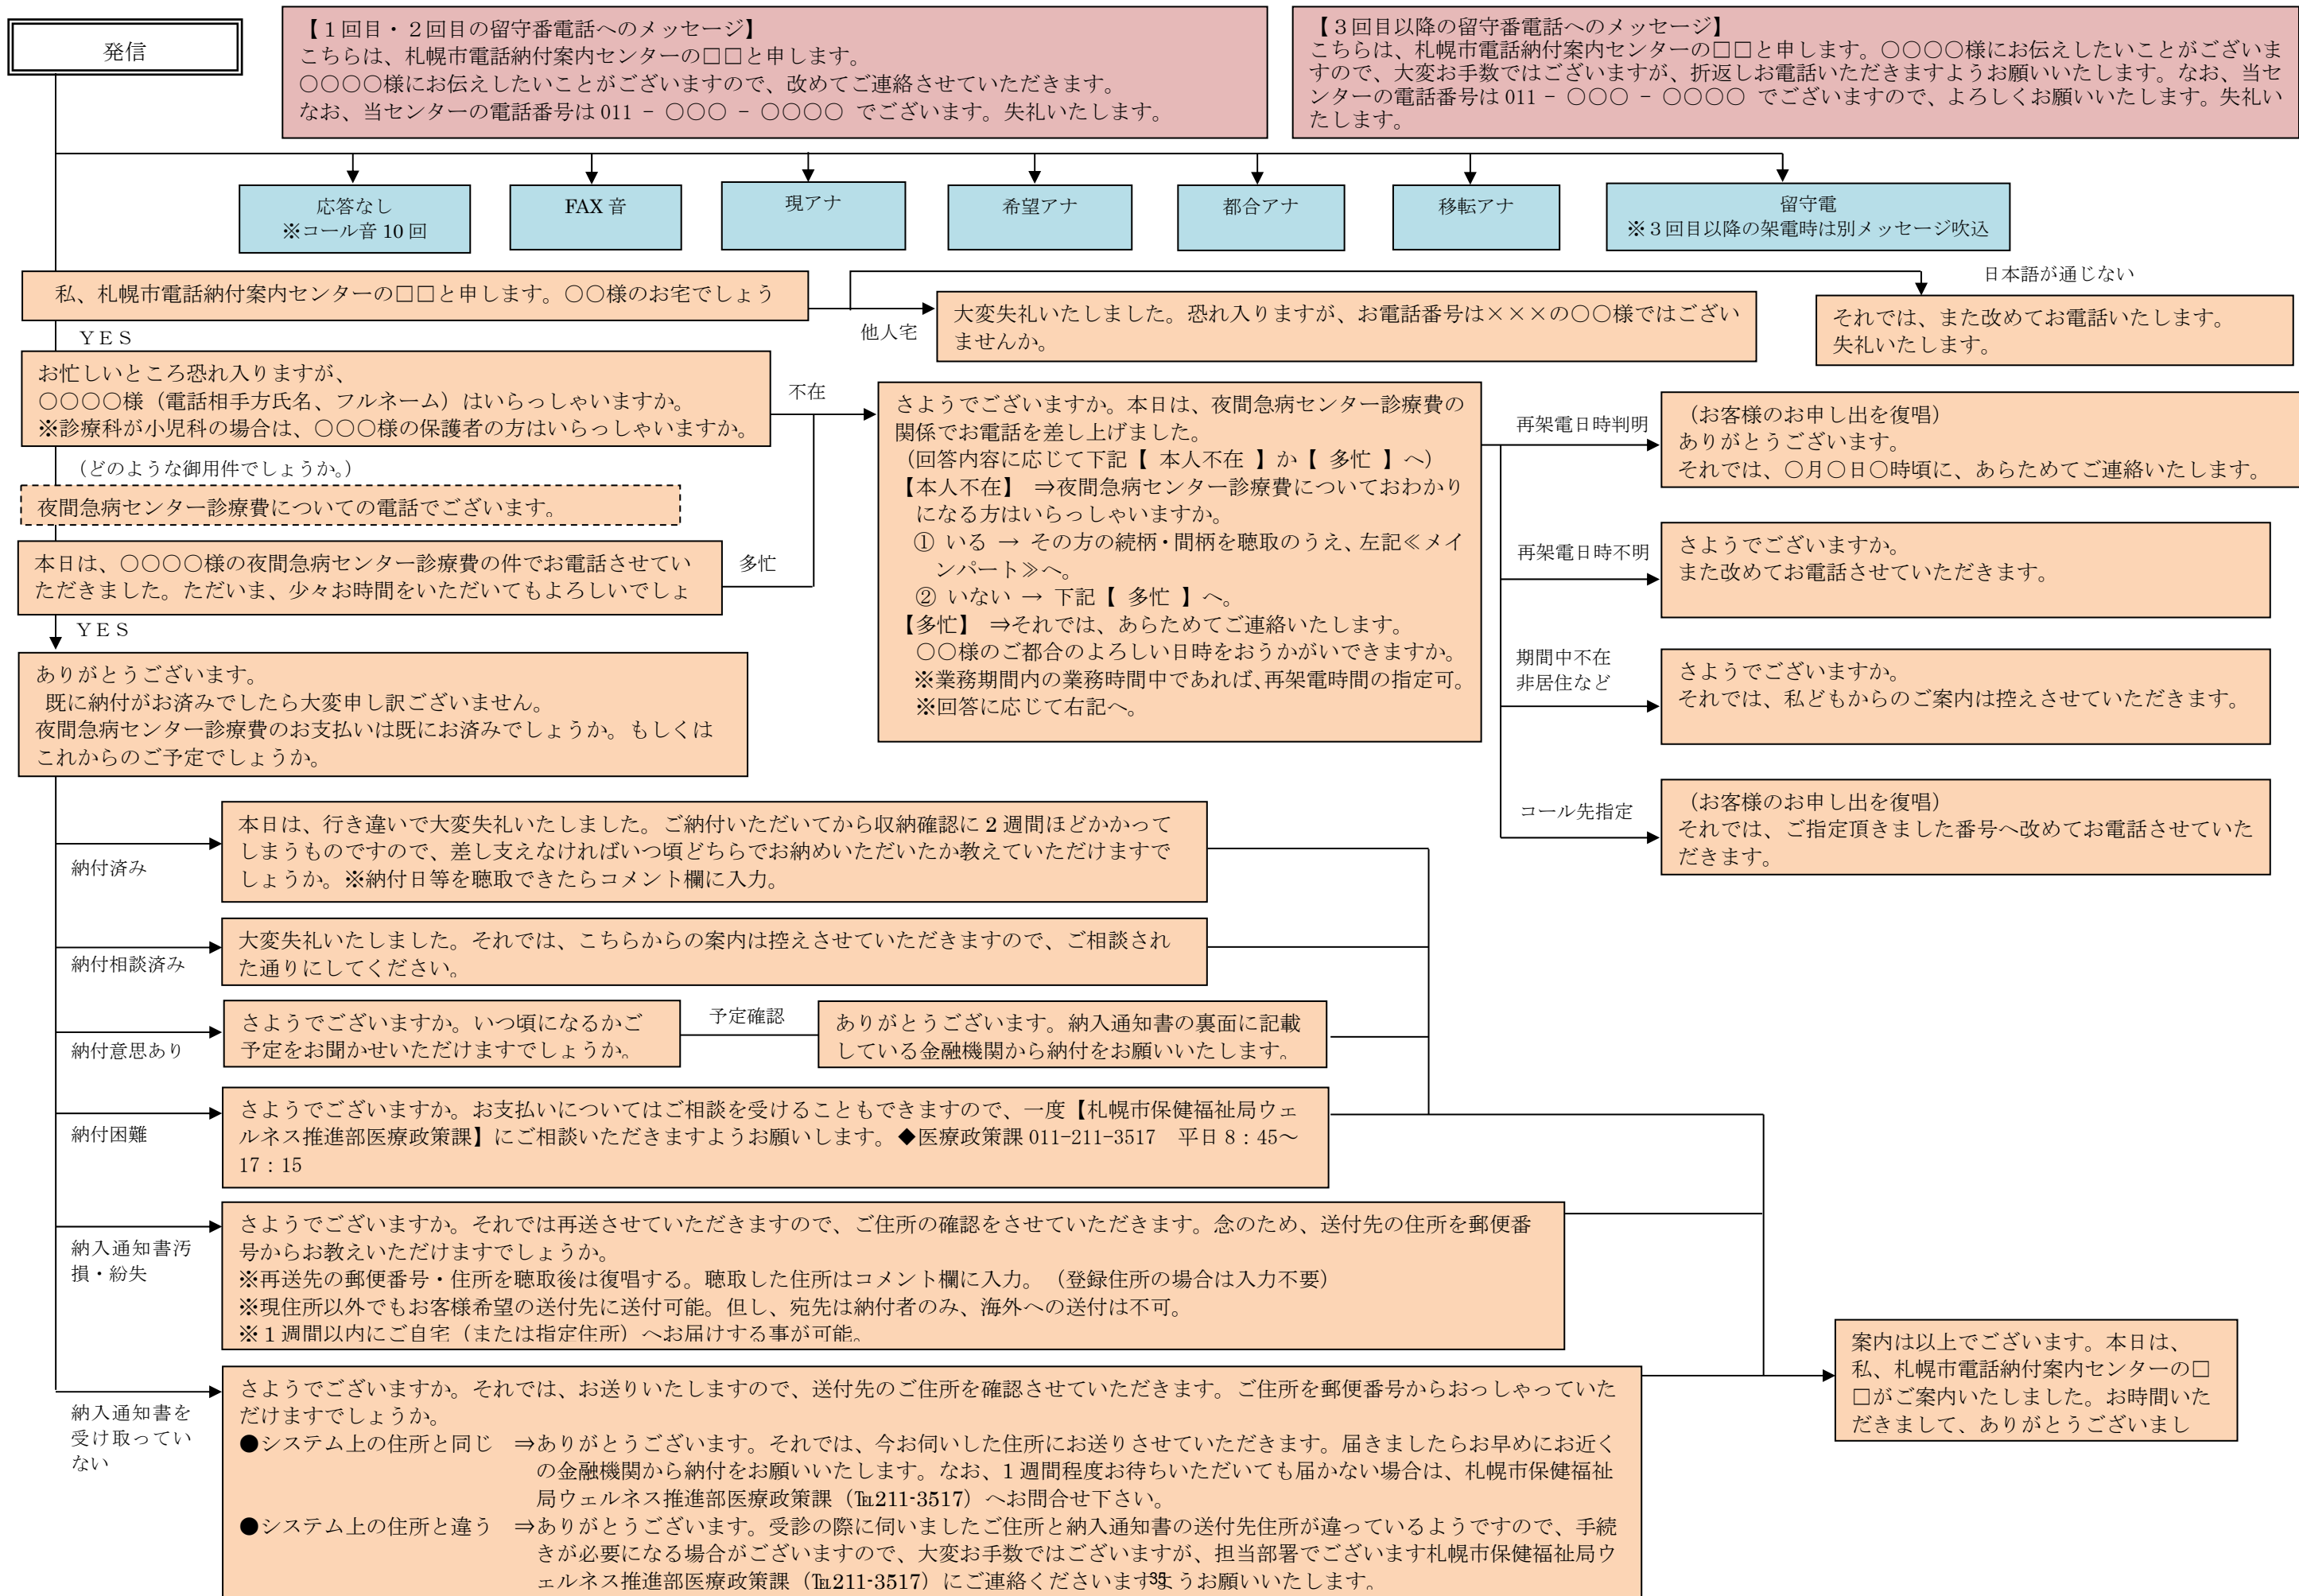 発信
【１回目・２回目の留守番電話へのメッセージ】
こちらは、札幌市電話納付案内センターの□□と申します。
○○○○様にお伝えしたいことがございますので、改めてご連絡させていただきます。
なお、当センターの電話番号は 011 － ○○○ － ○○○○ でございます。失礼いたします。
【３回目以降の留守番電話へのメッセージ】
こちらは、札幌市電話納付案内センターの□□と申します。○○○○様にお伝えしたいことがございま
すので、大変お手数ではございますが、折返しお電話いただきますようお願いいたします。なお、当セ
ンターの電話番号は 011 － ○○○ － ○○○○ でございますので、よろしくお願いいたします。失礼い
たします。
応答なし
※コール音 10 回
FAX 音
現アナ
希望アナ
都合アナ
移転アナ
留守電
※３回目以降の架電時は別メッセージ吹込
私、札幌市電話納付案内センターの□□と申します。○○様のお宅でしょう
他人宅
大変失礼いたしました。恐れ入りますが、お電話番号は×××の○○様ではござい
ませんか。
日本語が通じない
それでは、また改めてお電話いたします。
失礼いたします。
ＹＥＳ
お忙しいところ恐れ入りますが、
○○○○様（電話相手方氏名、フルネーム）はいらっしゃいますか。
※診療科が小児科の場合は、○○○様の保護者の方はいらっしゃいますか。
不在
（どのような御用件でしょうか。）
夜間急病センター診療費についての電話でございます。
本日は、○○○○様の夜間急病センター診療費の件でお電話させてい
ただきました。ただいま、少々お時間をいただいてもよろしいでしょ
多忙
ＹＥＳ
さようでございますか。本日は、夜間急病センター診療費の
関係でお電話を差し上げました。
（回答内容に応じて下記【 本人不在 】か【 多忙 】へ）
【本人不在】 ⇒夜間急病センター診療費についておわかり
になる方はいらっしゃいますか。
① いる → その方の続柄・間柄を聴取のうえ、左記≪メイ
ンパート≫へ。
② いない → 下記【 多忙 】へ。
【多忙】 ⇒それでは、あらためてご連絡いたします。
○○様のご都合のよろしい日時をおうかがいできますか。
※業務期間内の業務時間中であれば、再架電時間の指定可。
※回答に応じて右記へ。
再架電日時判明
（お客様のお申し出を復唱）
ありがとうございます。
それでは、○月○日○時頃に、あらためてご連絡いたします。
再架電日時不明
さようでございますか。
また改めてお電話させていただきます。
期間中不在
非居住など
さようでございますか。
それでは、私どもからのご案内は控えさせていただきます。
コール先指定
（お客様のお申し出を復唱）
それでは、ご指定頂きました番号へ改めてお電話させていた
だきます。
ありがとうございます。
既に納付がお済みでしたら大変申し訳ございません。
夜間急病センター診療費のお支払いは既にお済みでしょうか。もしくは
これからのご予定でしょうか。
納付済み
本日は、行き違いで大変失礼いたしました。ご納付いただいてから収納確認に 2 週間ほどかかって
しまうものですので、差し支えなければいつ頃どちらでお納めいただいたか教えていただけますで
しょうか。※納付日等を聴取できたらコメント欄に入力。
納付相談済み
大変失礼いたしました。それでは、こちらからの案内は控えさせていただきますので、ご相談され
た通りにしてください。
納付意思あり
さようでございますか。いつ頃になるかご
予定をお聞かせいただけますでしょうか。
予定確認
ありがとうございます。納入通知書の裏面に記載
している金融機関から納付をお願いいたします。
納付困難
さようでございますか。お支払いについてはご相談を受けることもできますので、一度【札幌市保健福祉局ウェ
ルネス推進部医療政策課】にご相談いただきますようお願いします。◆医療政策課 011-211-3517　平日 8：45～
17：15
納入通知書汚
損・紛失
さようでございますか。それでは再送させていただきますので、ご住所の確認をさせていただきます。念のため、送付先の住所を郵便番
号からお教えいただけますでしょうか。
※再送先の郵便番号・住所を聴取後は復唱する。聴取した住所はコメント欄に入力。（登録住所の場合は入力不要）
※現住所以外でもお客様希望の送付先に送付可能。但し、宛先は納付者のみ、海外への送付は不可。
※１週間以内にご自宅（または指定住所）へお届けする事が可能。
納入通知書を
受け取ってい
ない
さようでございますか。それでは、お送りいたしますので、送付先のご住所を確認させていただきます。ご住所を郵便番号からおっしゃっていた
だけますでしょうか。
●システム上の住所と同じ　⇒ありがとうございます。それでは、今お伺いした住所にお送りさせていただきます。届きましたらお早めにお近く
の金融機関から納付をお願いいたします。なお、1 週間程度お待ちいただいても届かない場合は、札幌市保健福祉
局ウェルネス推進部医療政策課（℡211-3517）へお問合せ下さい。
●システム上の住所と違う　⇒ありがとうございます。受診の際に伺いましたご住所と納入通知書の送付先住所が違っているようですので、手続
きが必要になる場合がございますので、大変お手数ではございますが、担当部署でございます札幌市保健福祉局ウ
ェルネス推進部医療政策課（℡211-3517）にご連絡くださいますようお願いいたします。
案内は以上でございます。本日は、
私、札幌市電話納付案内センターの□
□がご案内いたしました。お時間いた
だきまして、ありがとうございまし